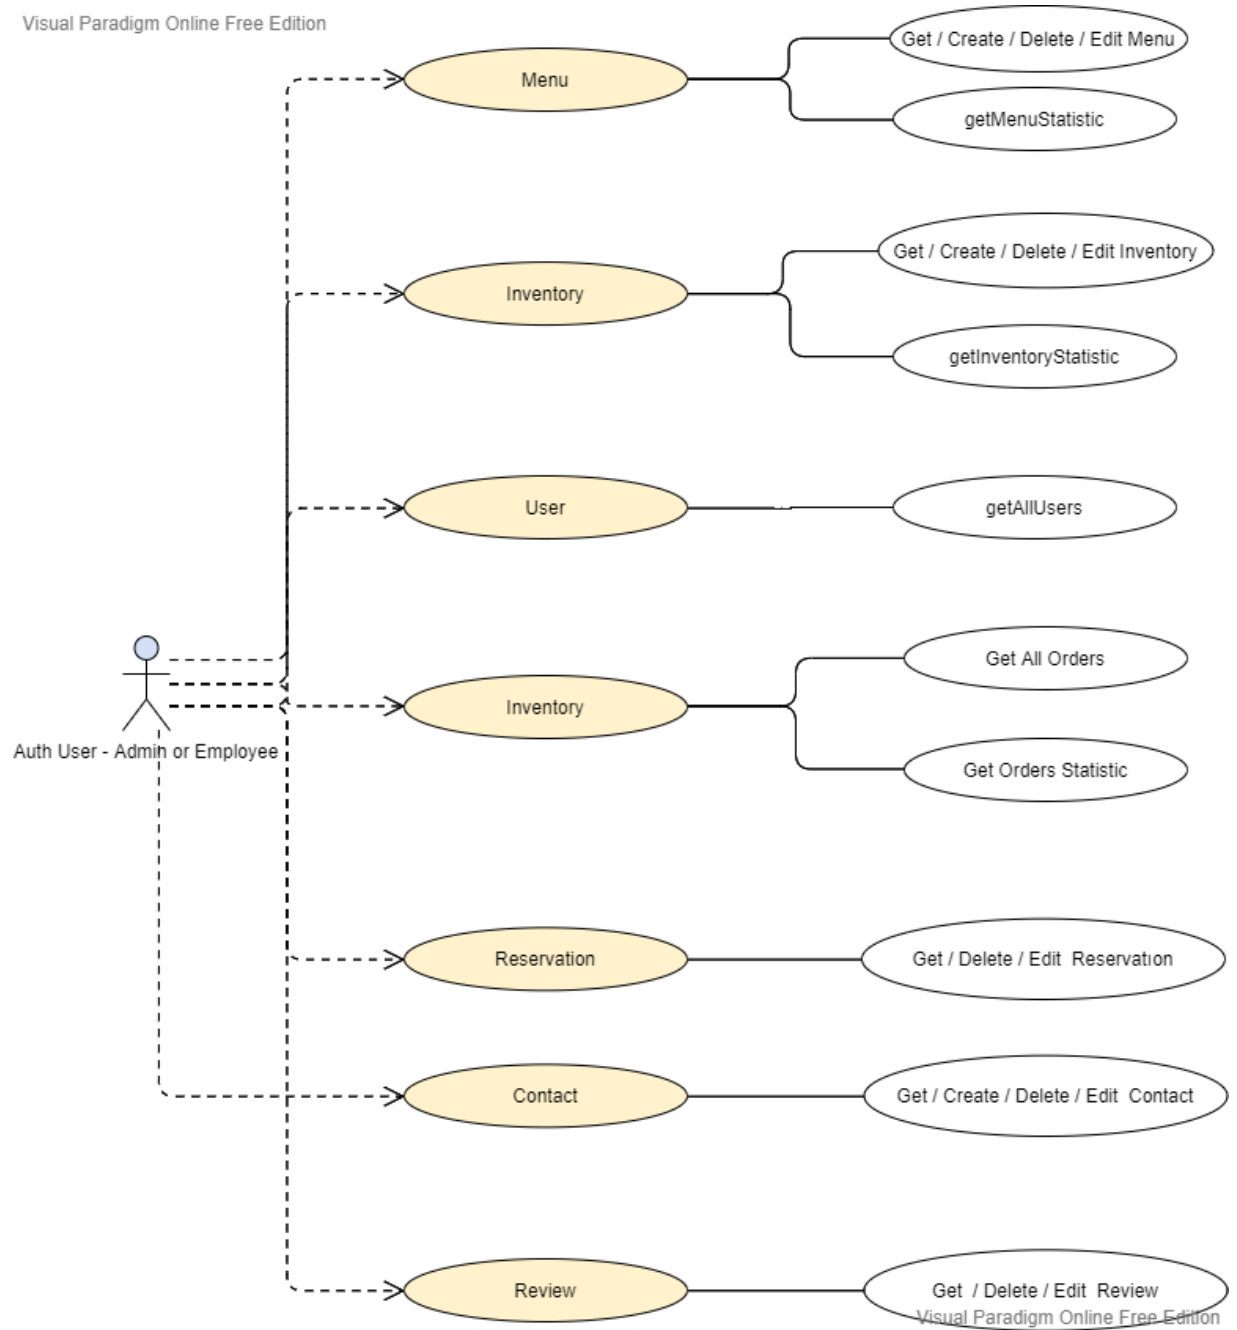 Visual Paradigm Online Free Edition
Menu
Get / Create / Delete / Edit Menu
getMenuStatistic
Inventory
Get / Create / Delete / Edit Inventory
getInventoryStatistic
User
getAllUsers
Auth User - Admin or Employee
Inventory
Get All Orders
Get Orders Statistic
Reservation
Get / Delete / Edit Reservation
Contact
Get / Create / Delete / Edit Contact
Review
Get / Delete / Edit Review
Visual Paradigm Online Free Edition